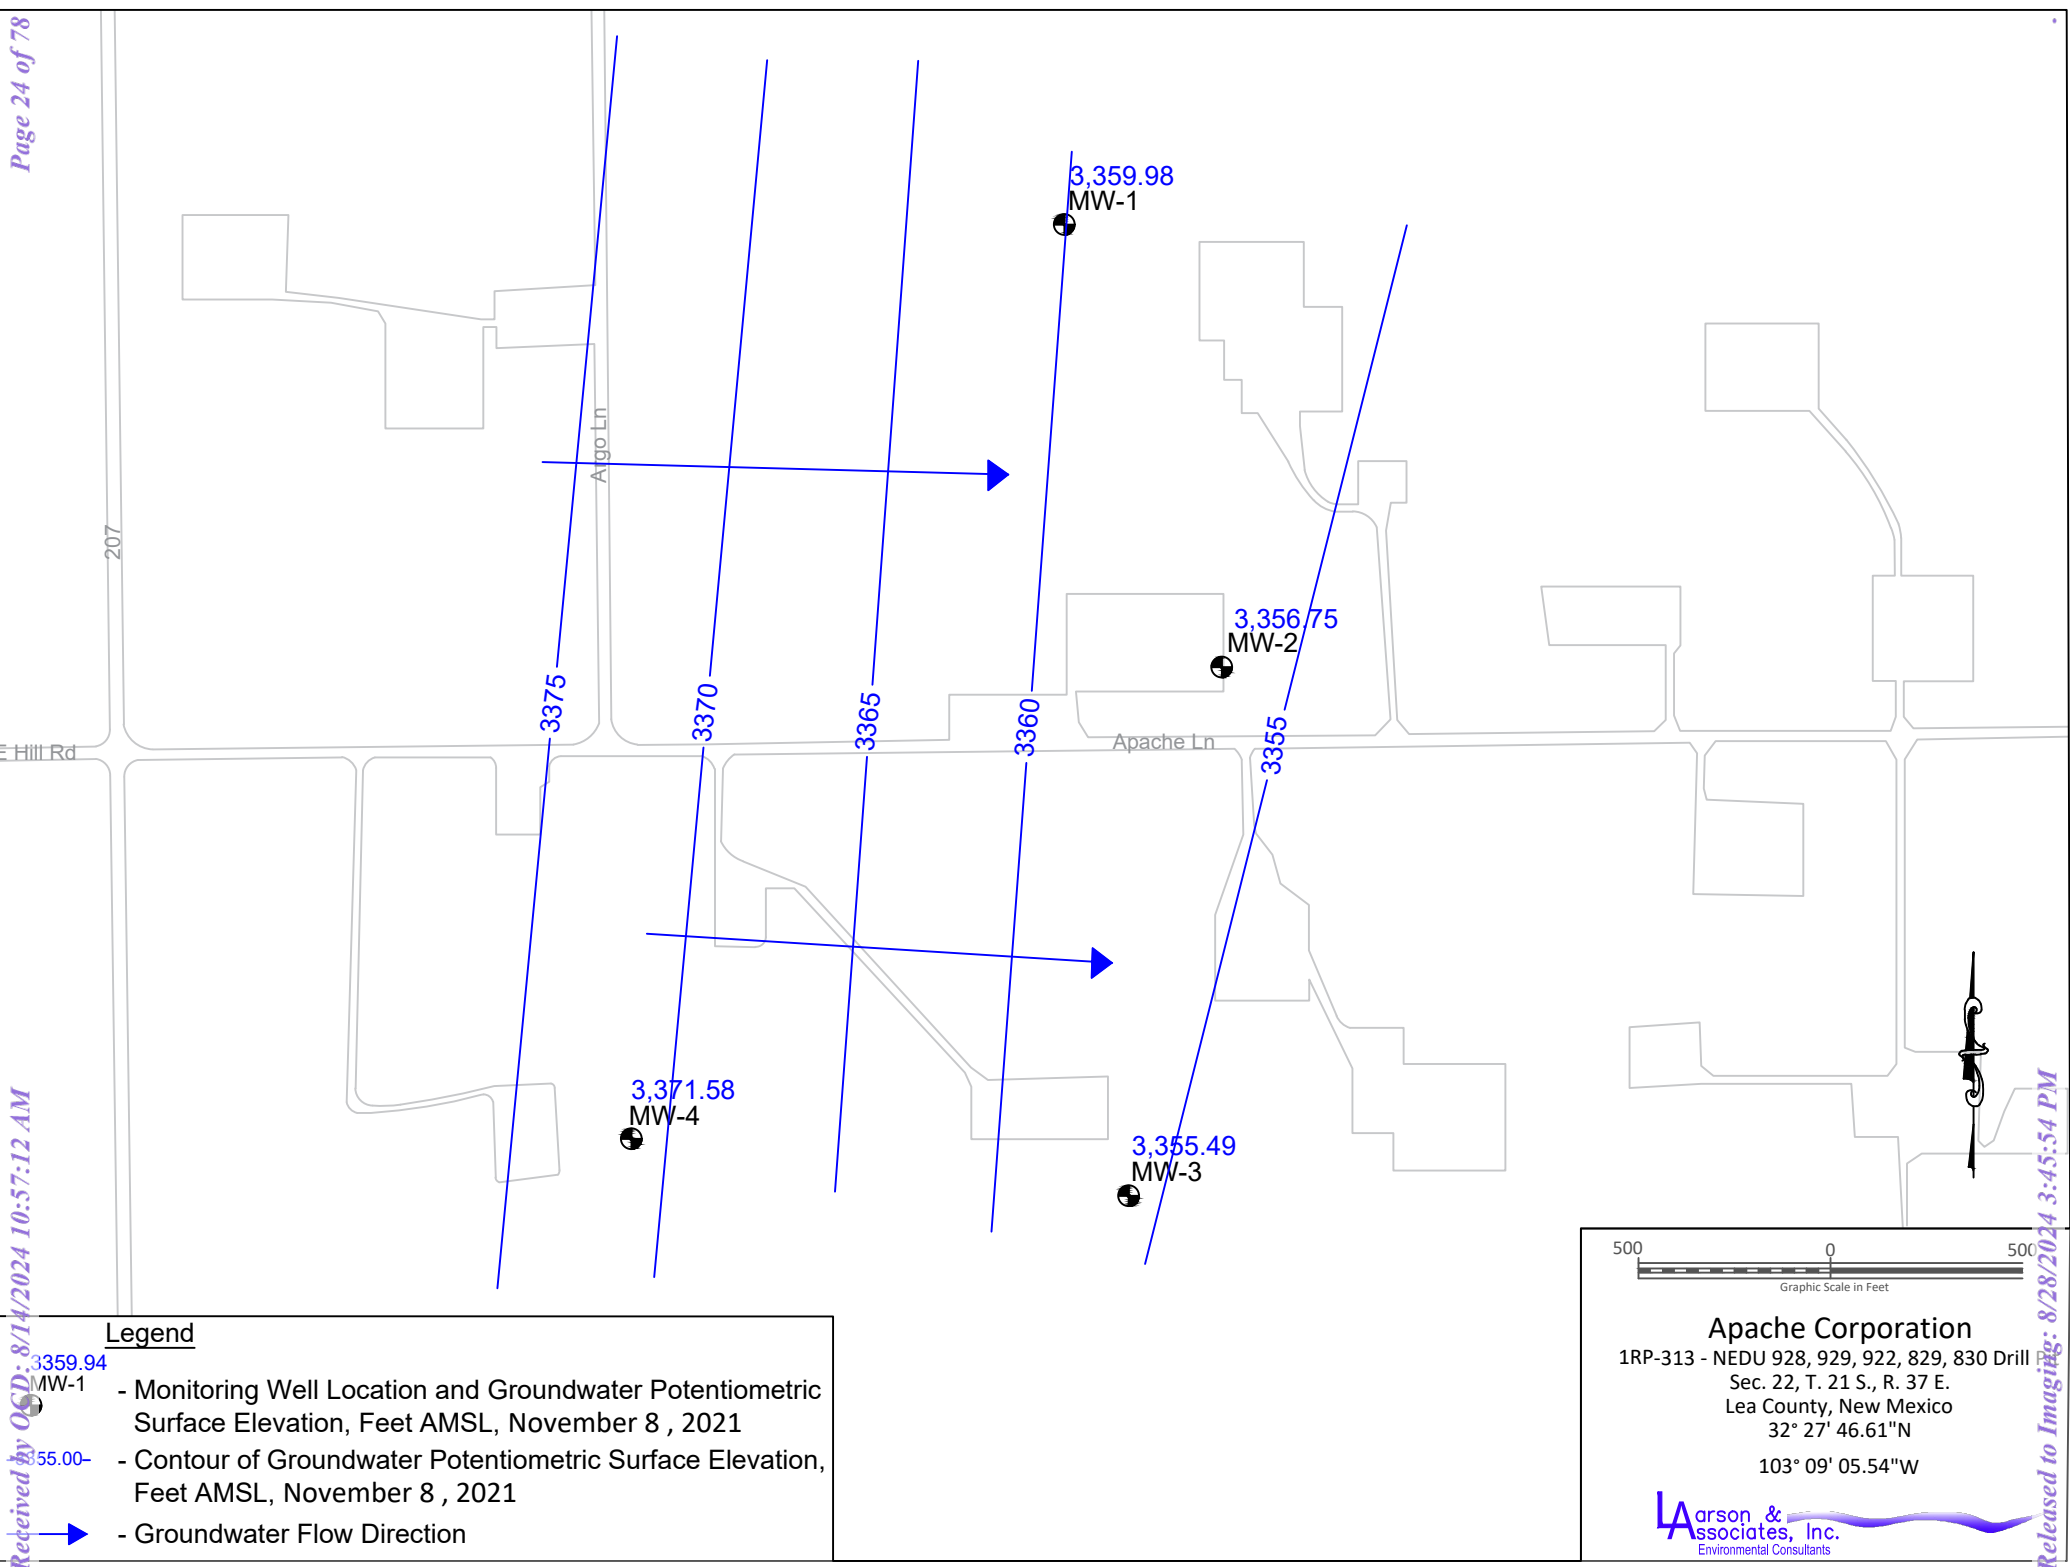 Page 24 of 78
3,359.98
MW-1
Argo Ln
207
3,356.75
MW-2
3375
3370
3365
3360
3355
E Hill Rd
Apache Ln
3,371.58
MW-4
3,355.49
MW-3
Received by OCD: 8/14/2024 10:57:12 AM
Released to Imaging: 8/28/2024 3:45:54 PM
Legend
3359.94
MW-1
- Monitoring Well Location and Groundwater Potentiometric
Surface Elevation, Feet AMSL, November 8 , 2021
55.00
- Contour of Groundwater Potentiometric Surface Elevation,
Feet AMSL, November 8 , 2021
- Groundwater Flow Direction
500 0 500
Graphic Scale in Feet
Apache Corporation
1RP-313 - NEDU 928, 929, 922, 829, 830 Drill
Sec. 22, T. 21 S., R. 37 E.
Lea County, New Mexico
32° 27' 46.61"N
103° 09' 05.54"W
Larson &
Associates, Inc.
Environmental Consultants